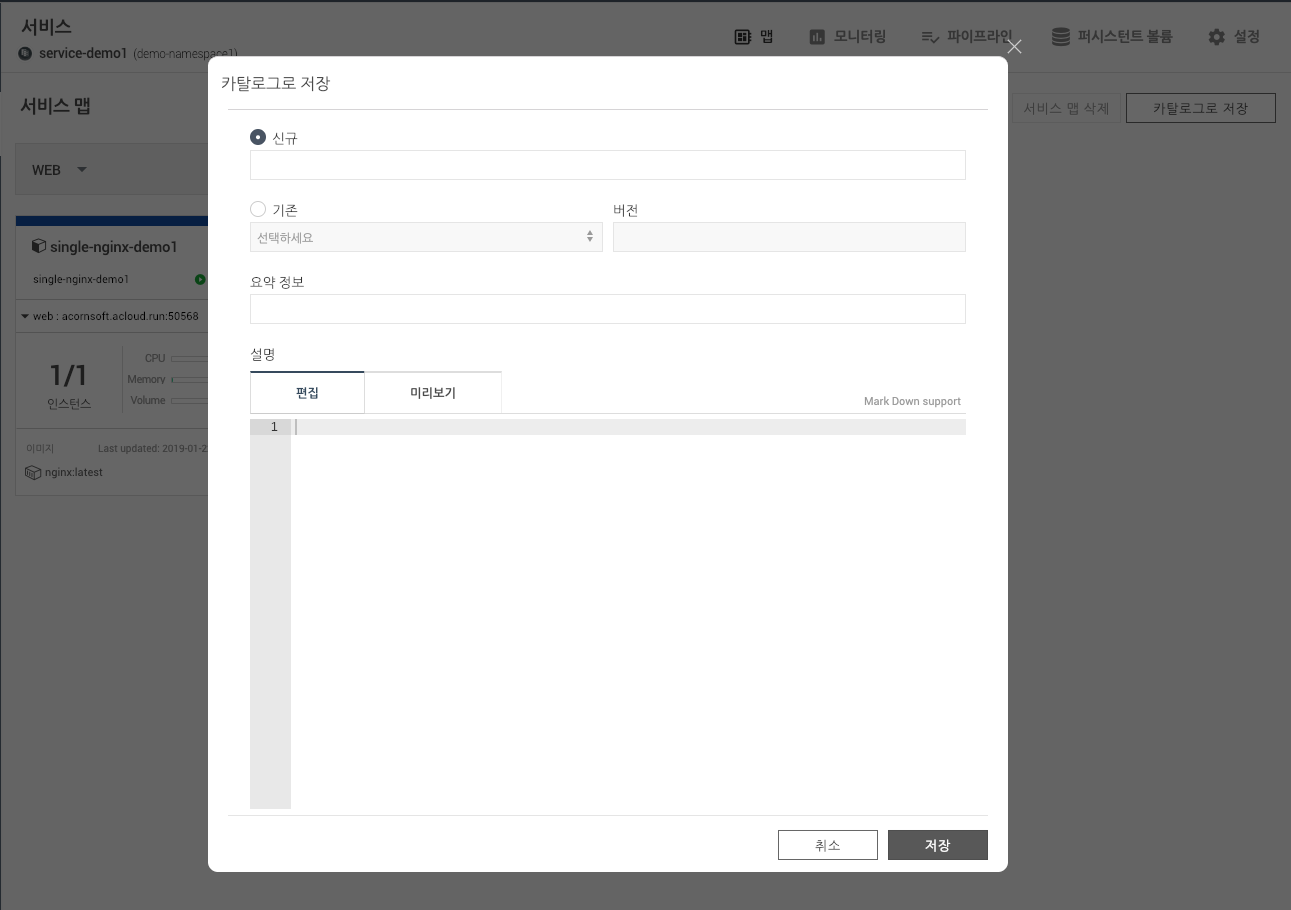 서비스
service-demo1 (demo-namespace1)
맵
모니터링
파이프라인
퍼시스턴트 볼륨
설정
서비스 맵
서비스 맵 삭제
카탈로그로 저장
WEB
single-nginx-demo1
single-nginx-demo1
web : acornsoft.acloud.run:50568
1/1
인스턴스
CPU
Memory
Volume
이미지
Last updated: 2019-01-2
nginx:latest
카탈로그로 저장
신규
기존
버전
선택하세요
요약 정보
설명
편집
미리보기
Mark Down support
1
취소
저장